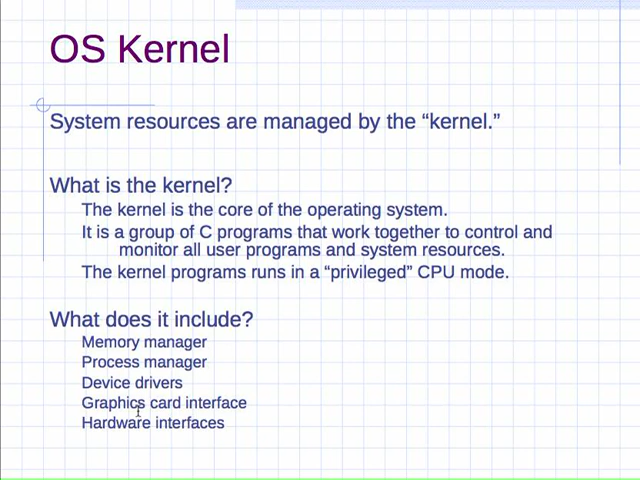 OS Kernel
System resources are managed by the “kernel.”
What is the kernel?
The kernel is the core of the operating system.
It is a group of C programs that work together to control and
monitor all user programs and system resources.
The kernel programs runs in a “privileged” CPU mode.
What does it include?
Memory manager
Process manager
Device drivers
Graphics card interface
Hardware interfaces